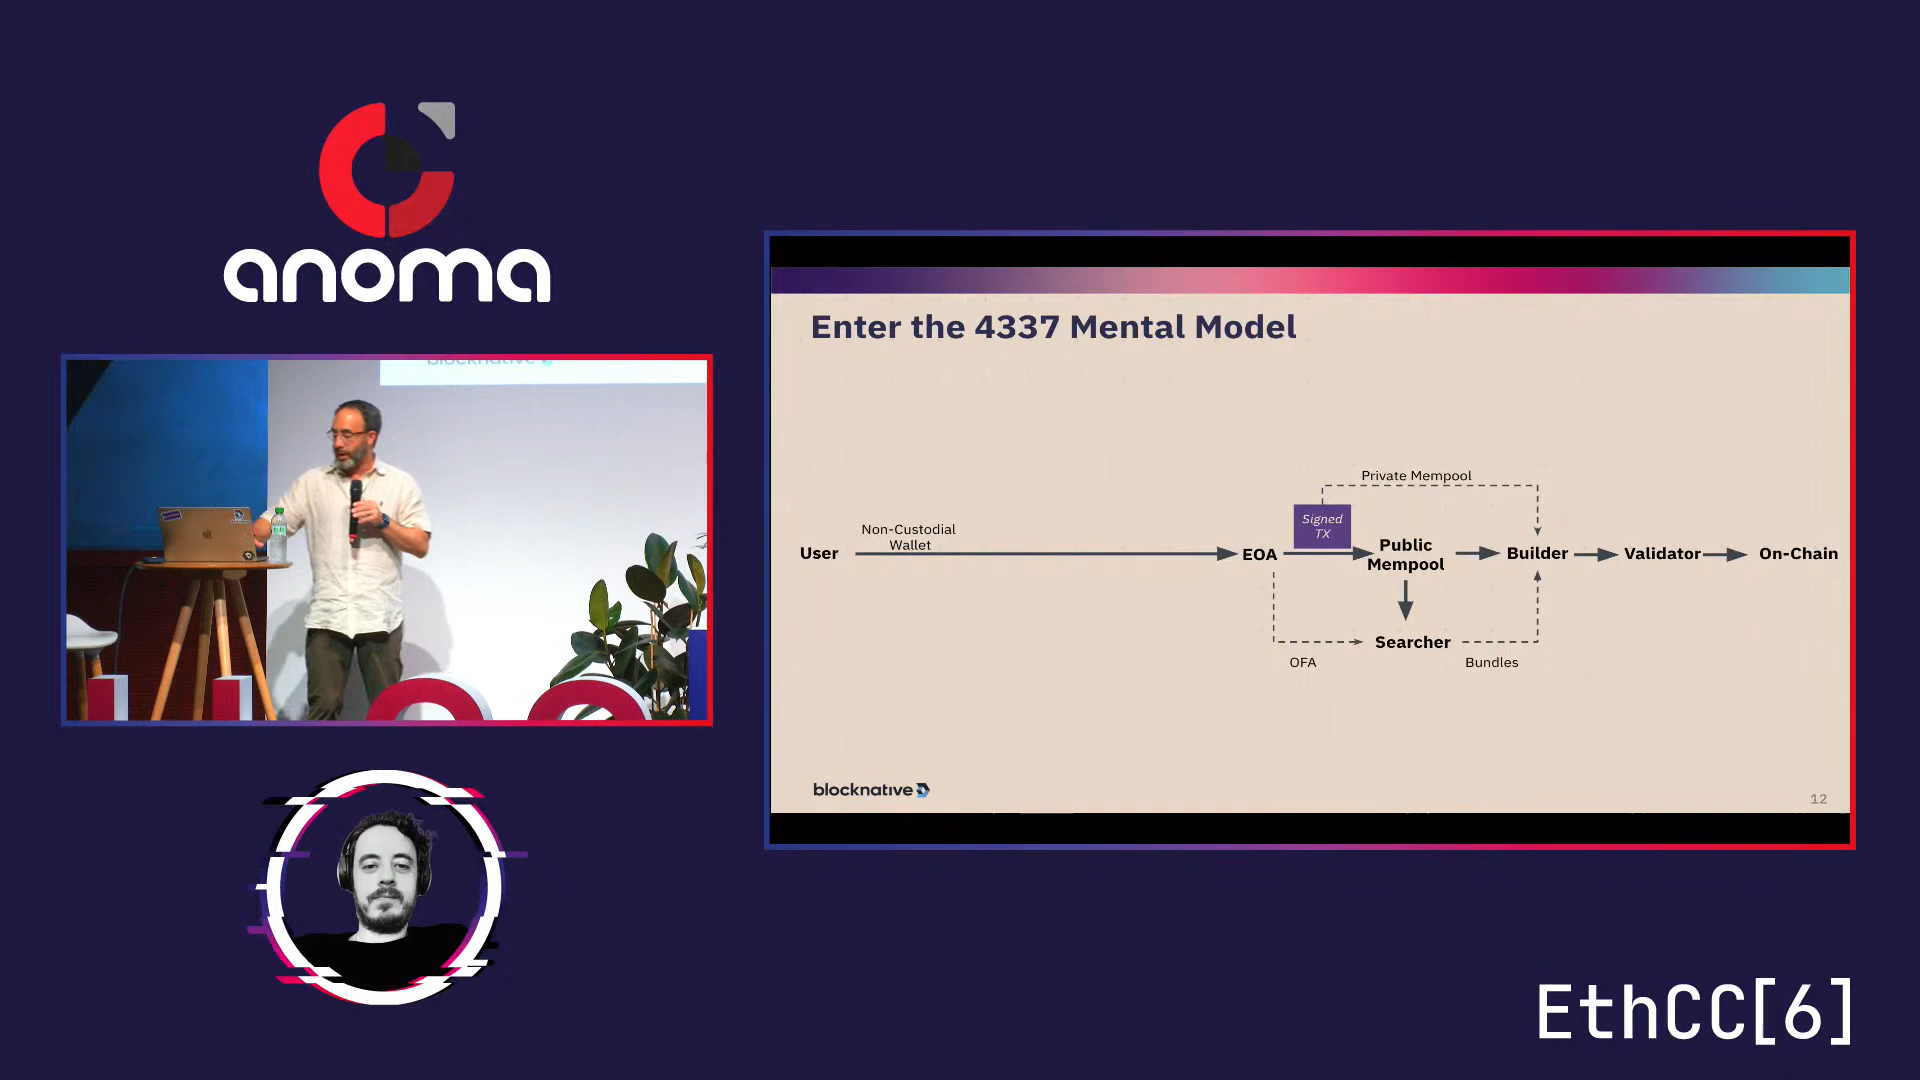 anoma
blocknative
Enter the 4337 Mental Model
Private Mempool
Signed
TX
Non-Custodial
Wallet
User
EOA
Public
Mempool
Builder
Validator
On-Chain
Searcher
OFA
Bundles
blocknative
12
EthCC[6]